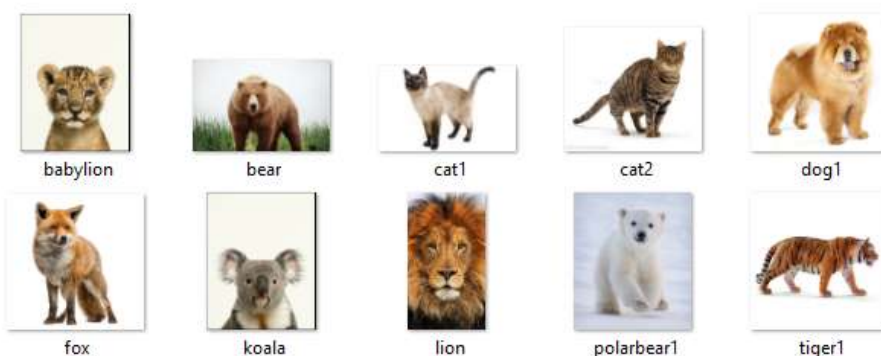 babylion bear cat1 cat2 dog1
fox koala lion polarbear1 tiger1